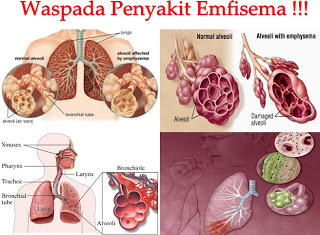 Waspada Penyakit Emfisema !!!
lungs
normal alveoli
alveoli affected
by emphysema
bronchial tube
alveoli (air sacs)
Normal alveoli
Alveoli with emphysema
Alveoli
Damaged
alveoli
Sinuses
Pharynx
Larynx
Trachea
Bronchial
tube
Lung
Bronchiole
Alveoli